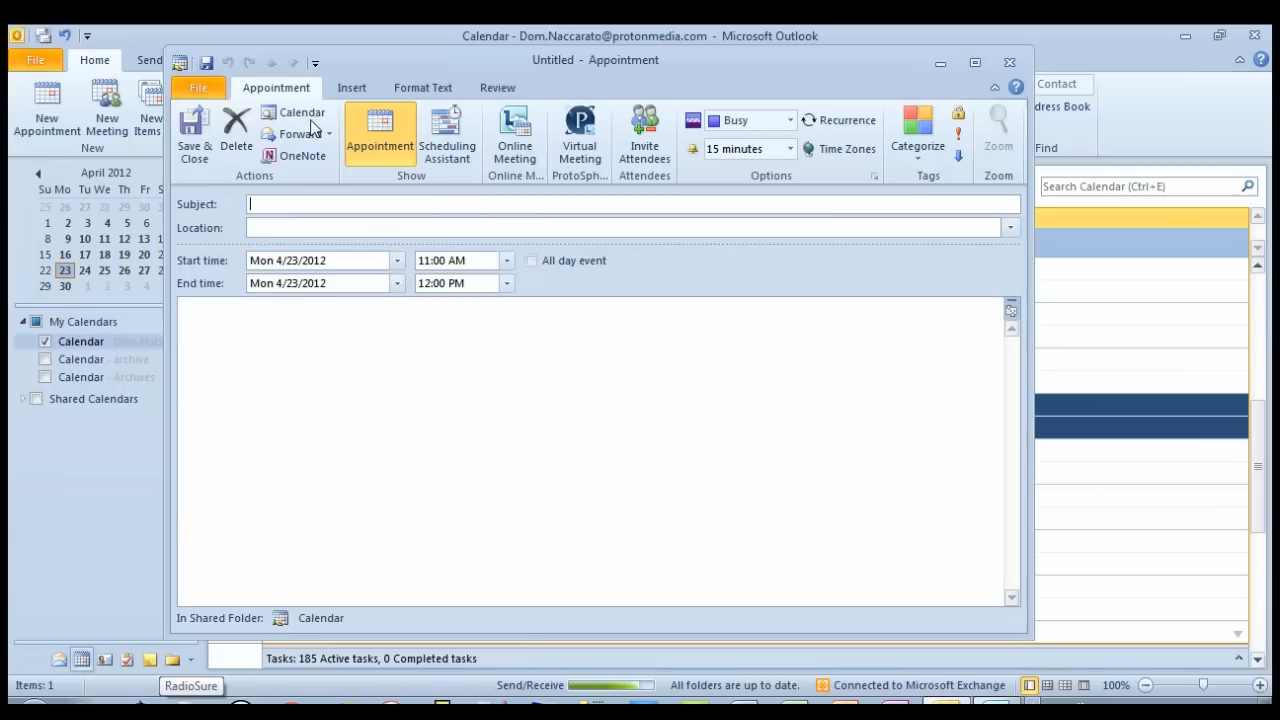 Calendar - Dom.Naccarato@protonmedia.com - Microsoft Outlook
File Home Send
Untitled - Appointment
File Appointment Insert Format Text Review
New Appointment
New Meeting
New Items
New
Save & Close
Delete
Calendar
Forward
OneNote
Actions
Appointment
Scheduling Assistant
Show
Online Meeting
Online M...
Virtual Meeting
ProtoSph...
Invite Attendees
Attendees
Busy
Recurrence
15 minutes
Time Zones
Options
Categorize
Tags
Zoom
Zoom
Contact
dress Book
Find
April 2012
Su Mo Tu We Th Fr S
25 26 27 28 29 30 3
1 2 3 4 5 6
8 9 10 11 12 13 1
15 16 17 18 19 20 2
22 23 24 25 26 27 2
29 30 1 2 3 4
My Calendars
Calendar - Dom.Nacc
Calendar - archive
Calendar - Archives
Shared Calendars
Subject:
Location:
Start time: Mon 4/23/2012 11:00 AM All day event
End time: Mon 4/23/2012 12:00 PM
Search Calendar (Ctrl+E)
In Shared Folder: Calendar
Tasks: 185 Active tasks, 0 Completed tasks
Items: 1
RadioSure
Send/Receive
All folders are up to date.
Connected to Microsoft Exchange
100%